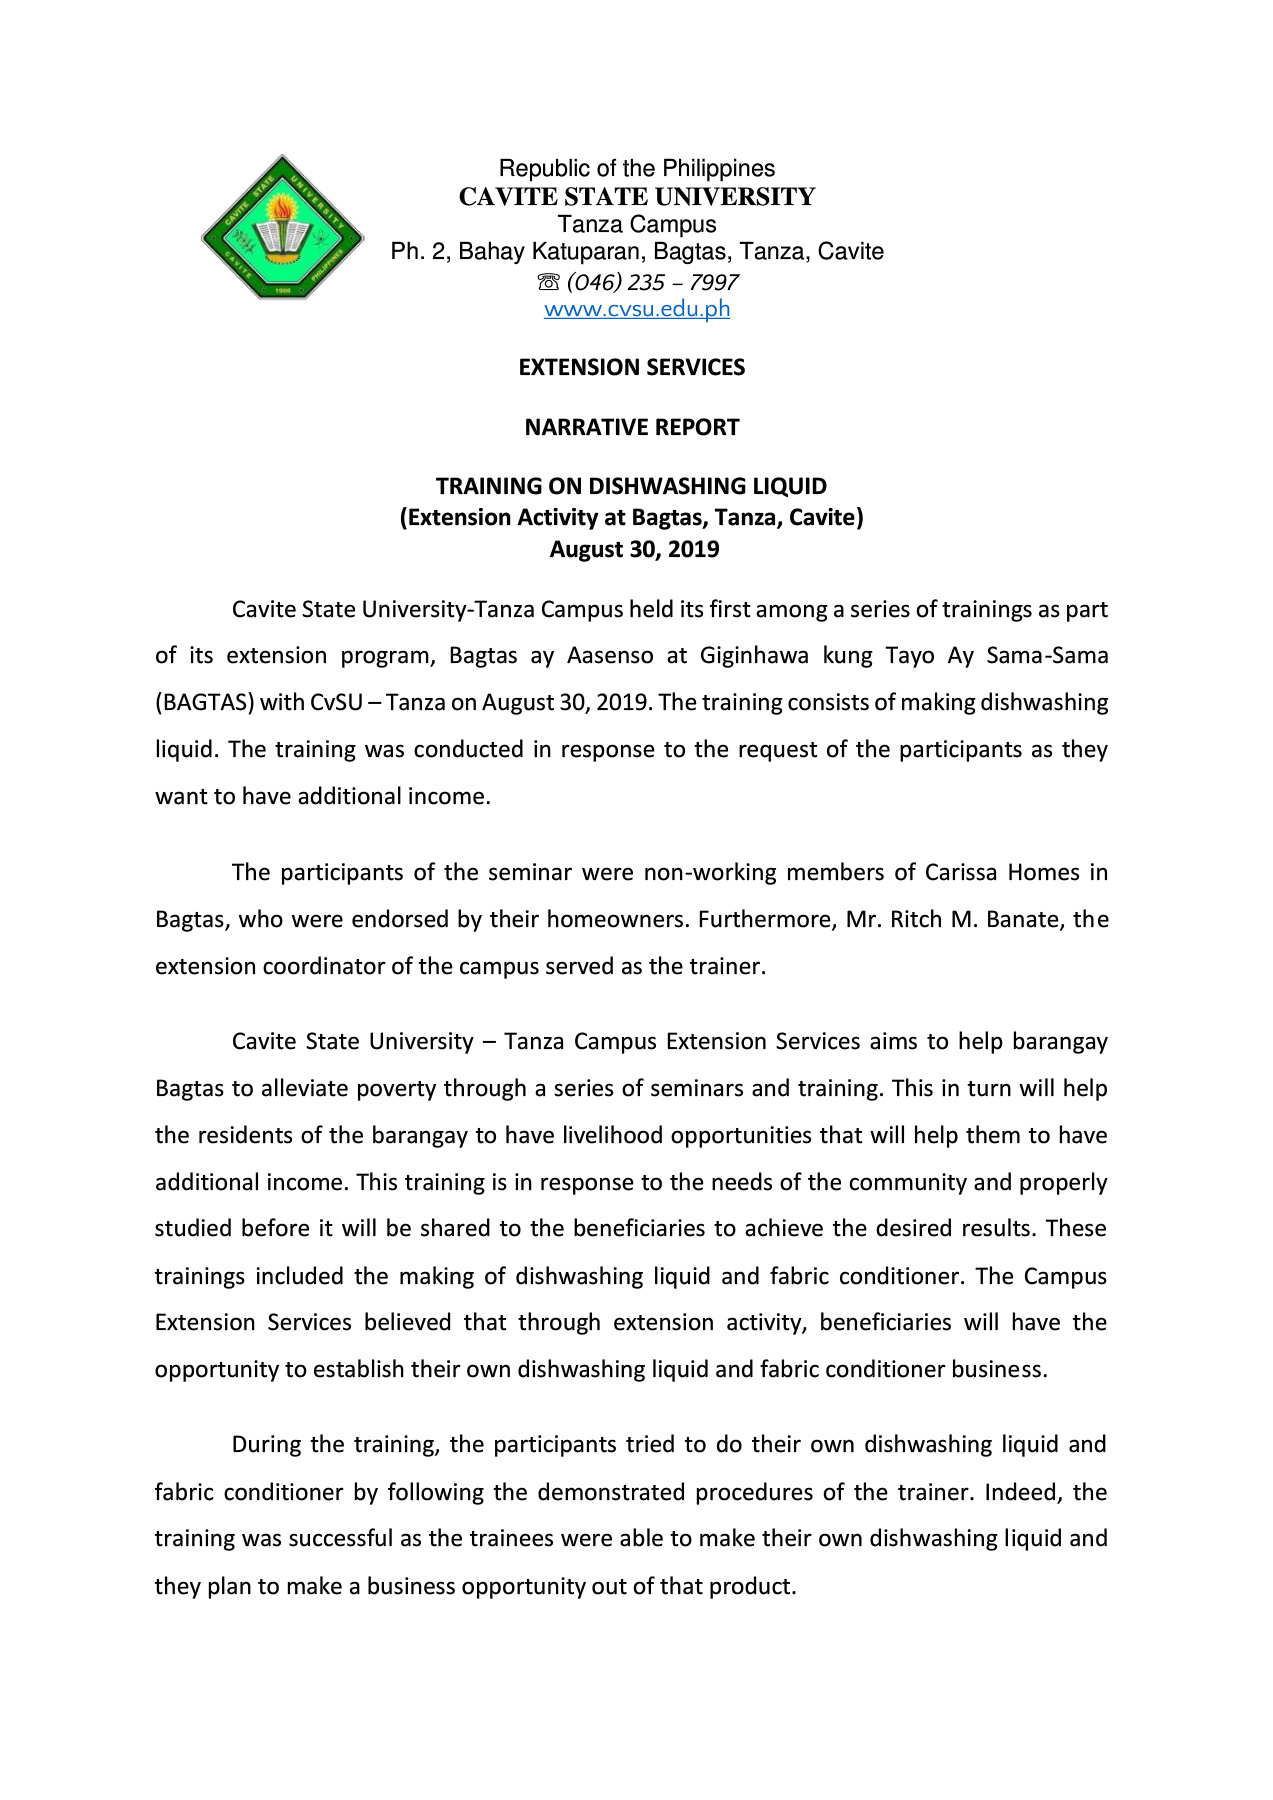 Republic of the Philippines
CAVITE STATE UNIVERSITY
Tanza Campus
Ph. 2, Bahay Katuparan, Bagtas, Tanza, Cavite
☏ (046) 235 – 7997
www.cvsu.edu.ph
CAVITE STATE UNIVERSITY
CAVITE PHILIPPINES
1906
EXTENSION SERVICES
NARRATIVE REPORT
TRAINING ON DISHWASHING LIQUID
(Extension Activity at Bagtas, Tanza, Cavite)
August 30, 2019
Cavite State University-Tanza Campus held its first among a series of trainings as part
of its extension program, Bagtas ay Aasenso at Giginhawa kung Tayo Ay Sama-Sama
(BAGTAS) with CvSU – Tanza on August 30, 2019. The training consists of making dishwashing
liquid. The training was conducted in response to the request of the participants as they
want to have additional income.
The participants of the seminar were non-working members of Carissa Homes in
Bagtas, who were endorsed by their homeowners. Furthermore, Mr. Ritch M. Banate, the
extension coordinator of the campus served as the trainer.
Cavite State University – Tanza Campus Extension Services aims to help barangay
Bagtas to alleviate poverty through a series of seminars and training. This in turn will help
the residents of the barangay to have livelihood opportunities that will help them to have
additional income. This training is in response to the needs of the community and properly
studied before it will be shared to the beneficiaries to achieve the desired results. These
trainings included the making of dishwashing liquid and fabric conditioner. The Campus
Extension Services believed that through extension activity, beneficiaries will have the
opportunity to establish their own dishwashing liquid and fabric conditioner business.
During the training, the participants tried to do their own dishwashing liquid and
fabric conditioner by following the demonstrated procedures of the trainer. Indeed, the
training was successful as the trainees were able to make their own dishwashing liquid and
they plan to make a business opportunity out of that product.